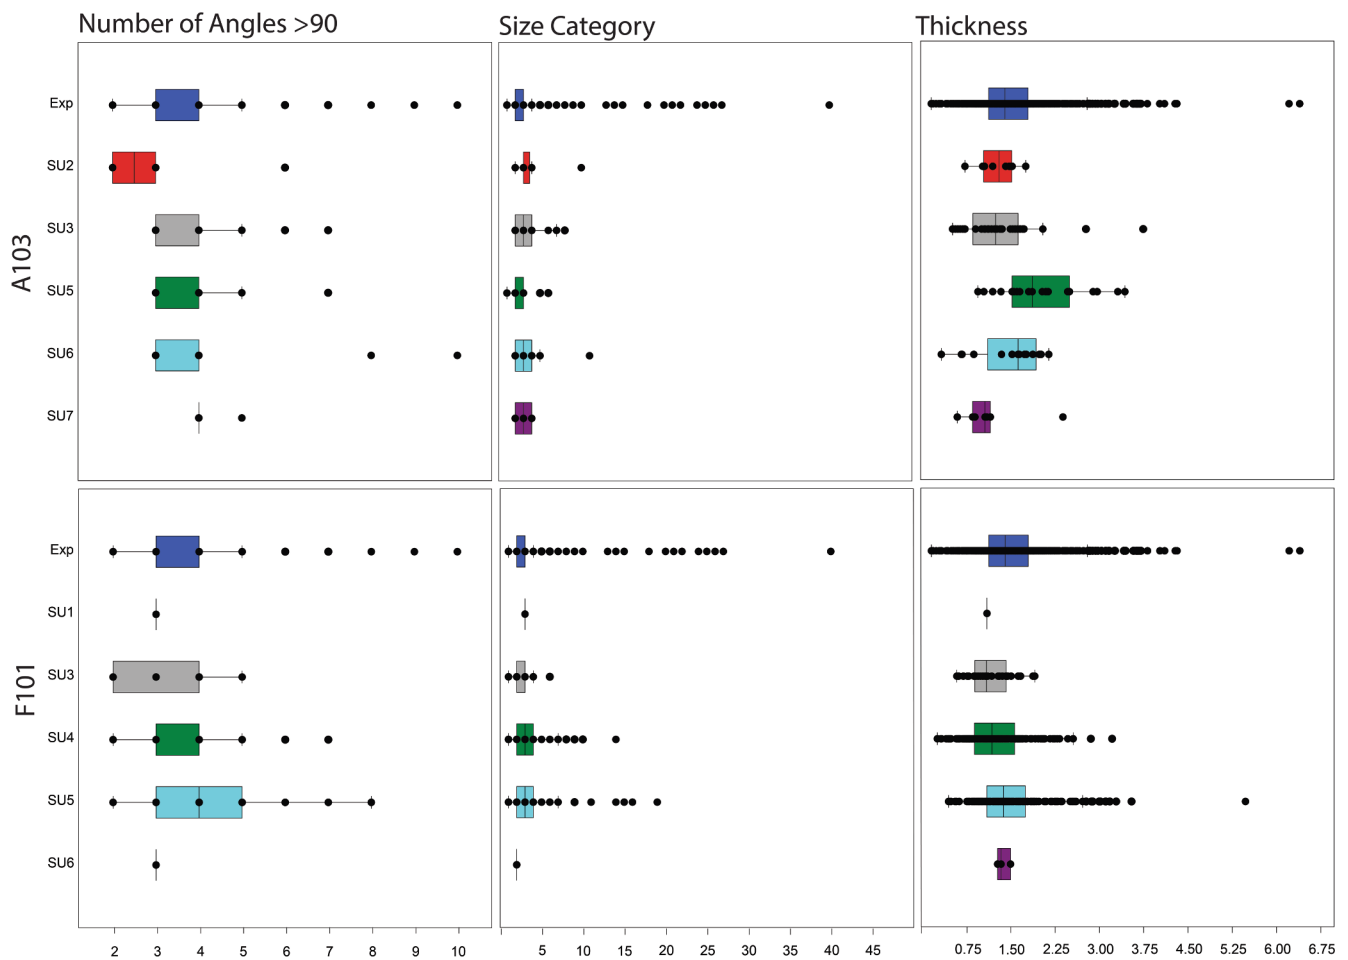 Number of Angles >90 Size Category Thickness
A103
Exp
SU2
SU3
SU5
SU6
SU7
F101
Exp
SU1
SU3
SU4
SU5
SU6
2 3 4 5 6 7 8 9 10 5 10 15 20 25 30 35 40 45 0.75 1.50 2.25 3.00 3.75 4.50 5.25 6.00 6.75